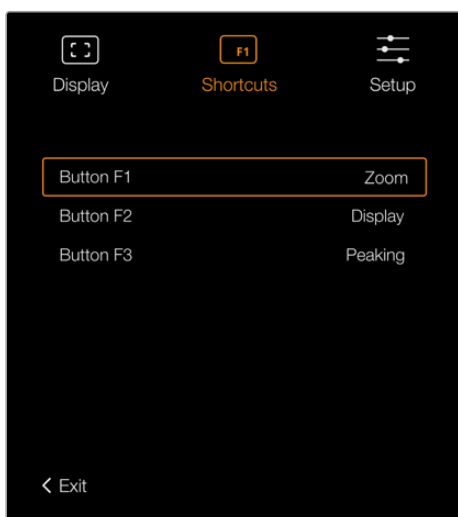 F1
Display Shortcuts Setup
Button F1 Zoom
Button F2 Display
Button F3 Peaking
Exit